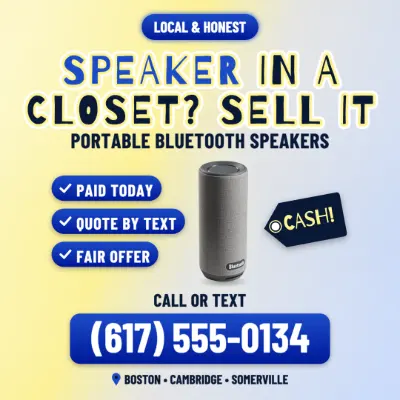 LOCAL & HONEST
SPEAKER IN A
CLOSET? SELL IT
PORTABLE BLUETOOTH SPEAKERS
PAID TODAY
QUOTE BY TEXT
FAIR OFFER
Bluetooth
CASH!
CALL OR TEXT
(617) 555-0134
BOSTON • CAMBRIDGE • SOMERVILLE